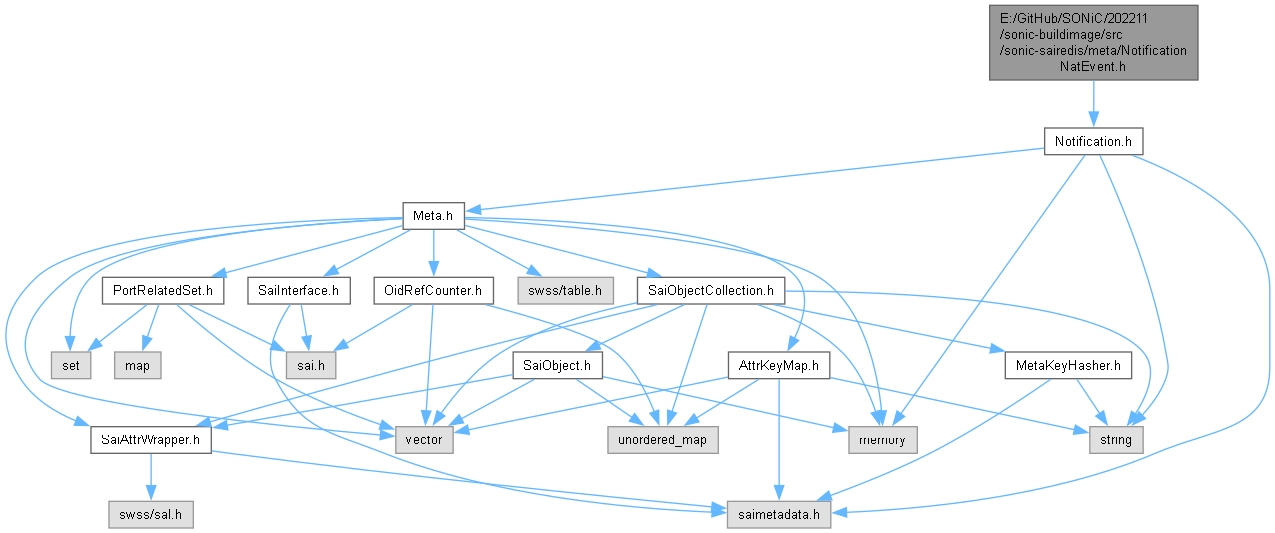 E:/GitHub/SONiC/202211
/sonic-buildimage/src
/sonic-sairedis/meta/Notification
NatEvent.h
Notification.h
Meta.h
PortRelatedSet.h
SaiInterface.h
OidRefCounter.h
swss/table.h
SaiObjectCollection.h
set
map
sai.h
SaiObject.h
AttrKeyMap.h
MetaKeyHasher.h
SaiAttrWrapper.h
vector
unordered_map
memory
string
swss/sal.h
saimetadata.h